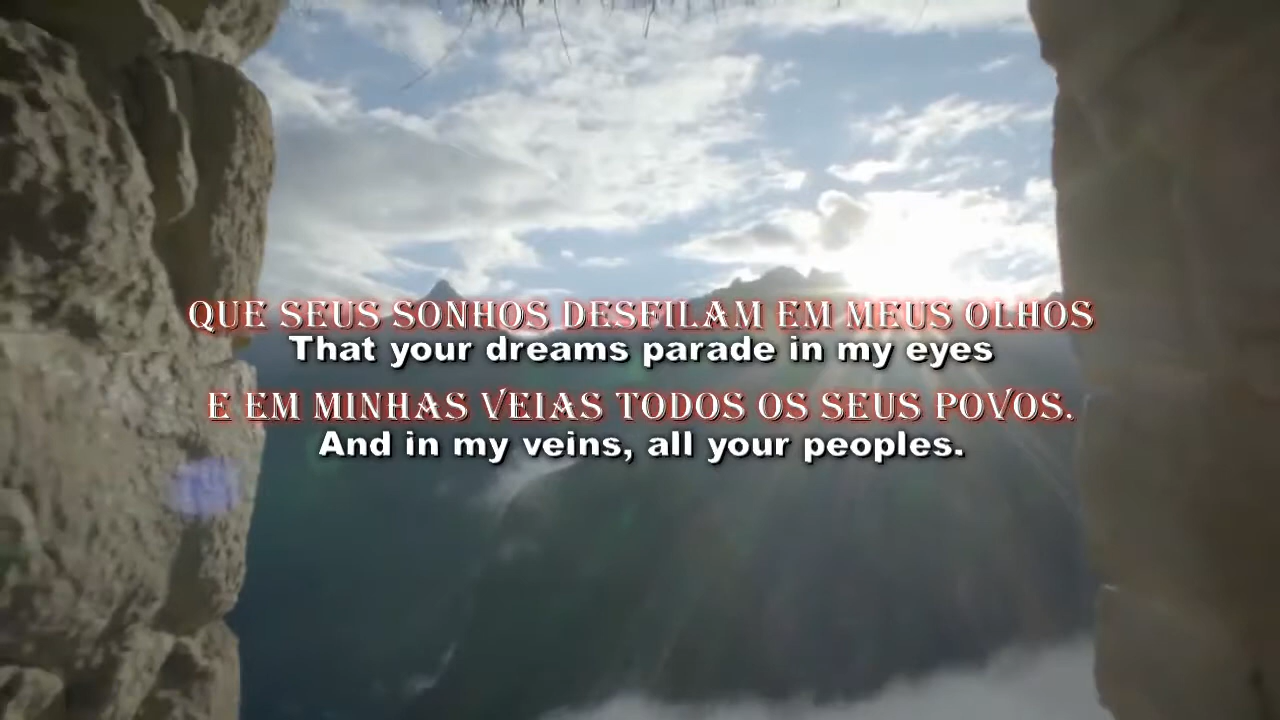 QUE SEUS SONHOS DESFILAM EM MEUS OLHOS
That your dreams parade in my eyes
E EM MINHAS VEIAS TODOS OS SEUS POVOS.
And in my veins, all your peoples.